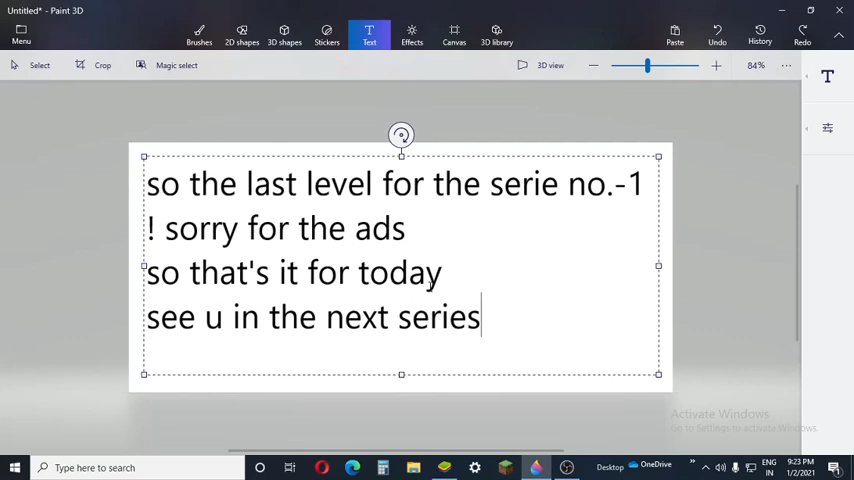 Untitled* - Paint 3D
Menu
Brushes
2D shapes
3D shapes
Stickers
Text
Effects
Canvas
3D library
Paste
Undo
History
Redo
Select
Crop
Magic select
3D view
84%
so the last level for the serie no.-1
! sorry for the ads
so that's it for today
see u in the next series
Activate Windows
Go to Settings to activate Windows.
Type here to search
Desktop
OneDrive
ENG
IN
9:23 PM
1/2/2021